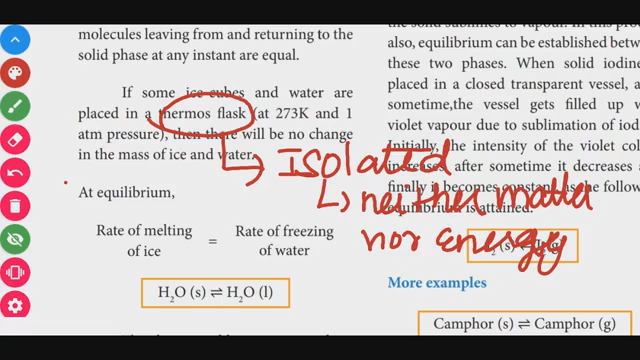 molecules leaving from and returning to
the solid phase at any instant are equal.
If some ice cubes and water
are placed in a thermos flask (at 273K and 1
atm pressure), then there will be no change
in the mass of ice and water.
At equilibrium,
Rate of melting of ice = Rate of freezing of water
H₂O (s) ⇌ H₂O (l)
Isolated
neither matter
nor energy
the solid sublimes to vapour. In this
also, equilibrium can be established
these two phases. When solid iodine
placed in a closed transparent vessel,
sometime, the vessel gets filled up
violet vapour due to sublimation of
Initially, the intensity of the violet
increases, after sometime it decreases
finally it becomes constant as the
equilibrium is attained.
More examples
Camphor (s) ⇌ Camphor (g)